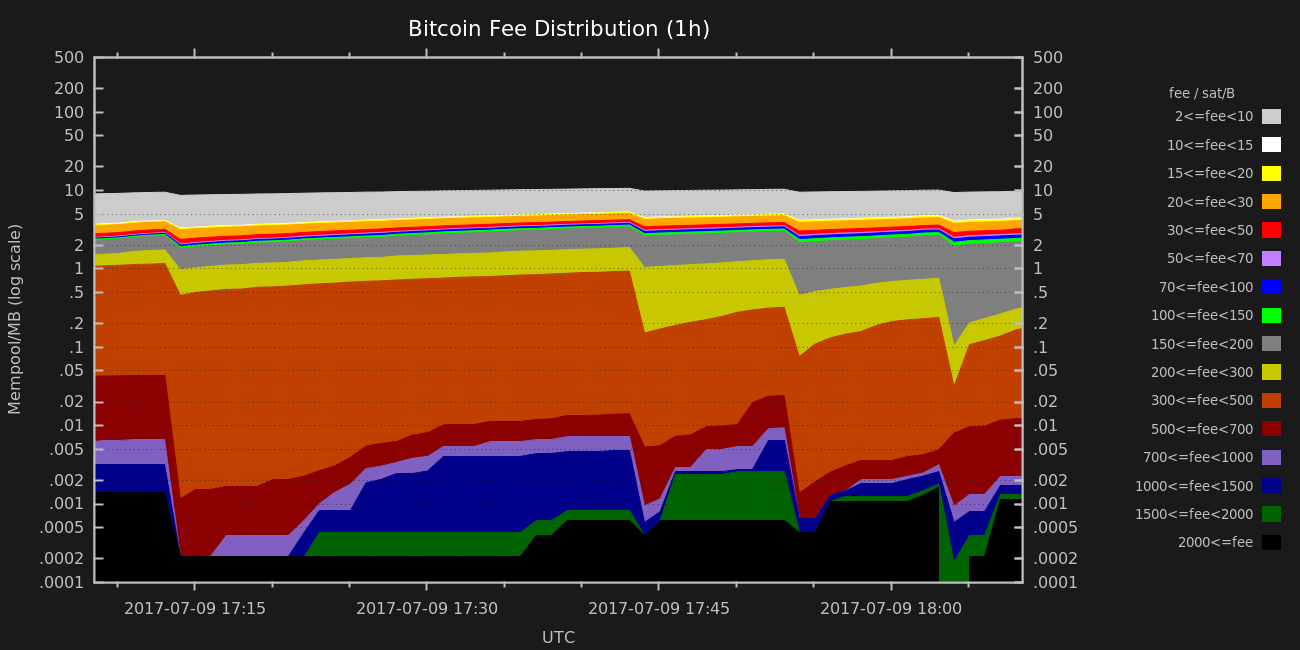 Bitcoin Fee Distribution (1h)
500
200
100
50
20
10
5
2
1
.5
.2
.1
.05
.02
.01
.005
.002
.001
.0005
.0002
.0001
Mempool/MB (log scale)
500
200
100
50
20
10
5
2
1
.5
.2
.1
.05
.02
.01
.005
.002
.001
.0005
.0002
.0001
2017-07-09 17:15 2017-07-09 17:30 2017-07-09 17:45 2017-07-09 18:00
UTC
fee / sat/B
2<=fee<10
10<=fee<15
15<=fee<20
20<=fee<30
30<=fee<50
50<=fee<70
70<=fee<100
100<=fee<150
150<=fee<200
200<=fee<300
300<=fee<500
500<=fee<700
700<=fee<1000
1000<=fee<1500
1500<=fee<2000
2000<=fee